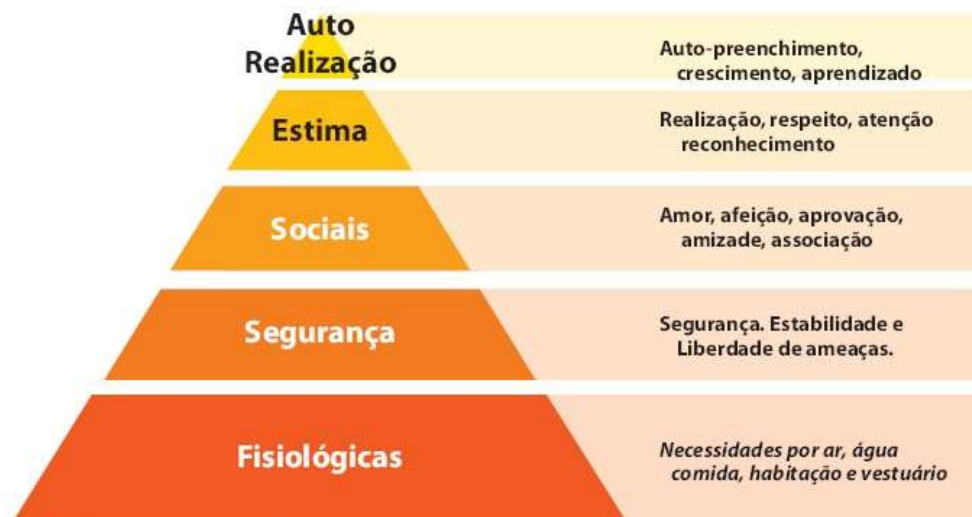 Auto
Realização
Auto-preenchimento,
crescimento, aprendizado
Estima
Realização, respeito, atenção
reconhecimento
Sociais
Amor, afeição, aprovação,
amizade, associação
Segurança
Segurança. Estabilidade e
Liberdade de ameaças.
Fisiológicas
Necessidades por ar, água
comida, habitação e vestuário